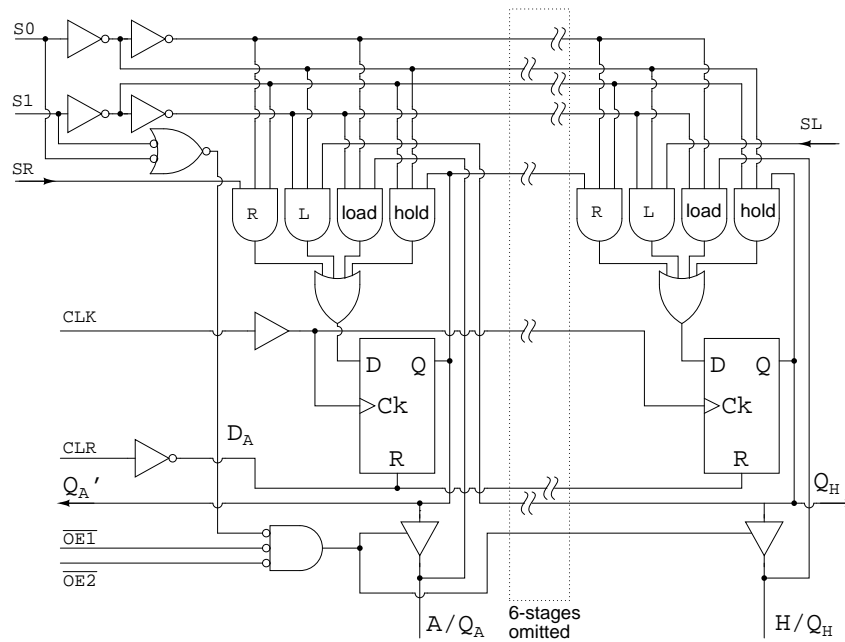 S0
S1
SL
SR
R L load hold
R L load hold
CLK
D Q
Ck
R
D Q
Ck
R
D_A
CLR
Q_A'
Q_H
OE1
OE2
A/Q_A
6-stages
omitted
H/Q_H